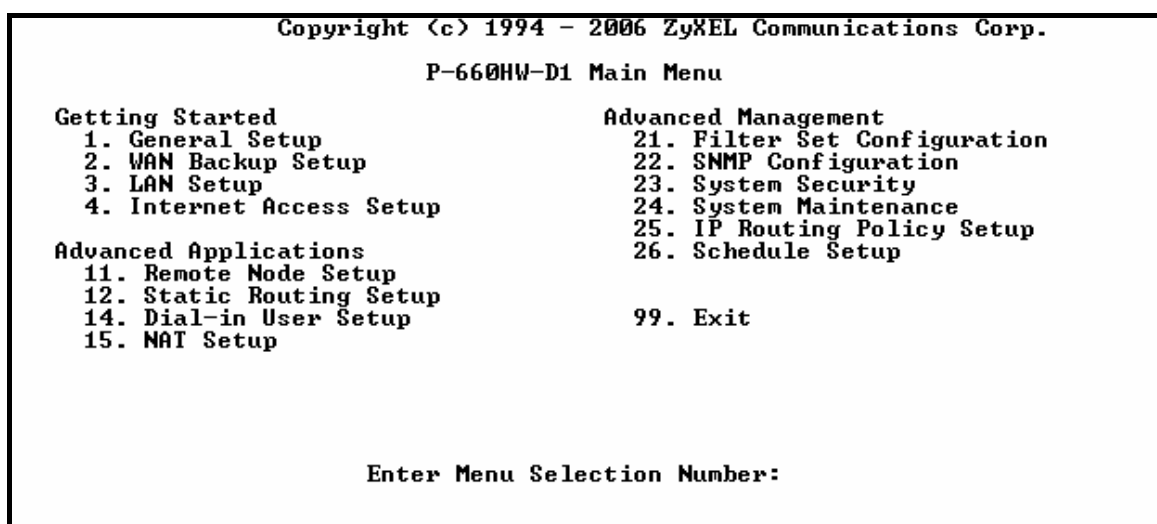 Copyright (c) 1994 - 2006 ZyXEL Communications Corp.
P-660HW-D1 Main Menu
Getting Started
1. General Setup
2. WAN Backup Setup
3. LAN Setup
4. Internet Access Setup
Advanced Applications
11. Remote Node Setup
12. Static Routing Setup
14. Dial-in User Setup
15. NAT Setup
Advanced Management
21. Filter Set Configuration
22. SNMP Configuration
23. System Security
24. System Maintenance
25. IP Routing Policy Setup
26. Schedule Setup
99. Exit
Enter Menu Selection Number: